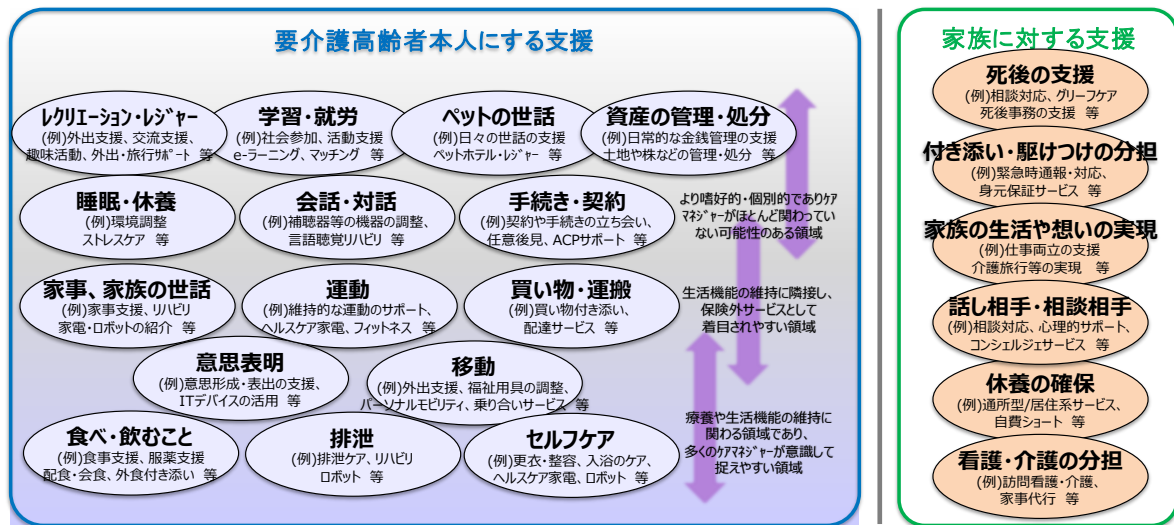 要介護高齢者本人にする支援
レクリエーション・レジャー
(例)外出支援、交流支援、
趣味活動、外出・旅行サポート 等
学習・就労
(例)社会参加、活動支援
e-ラーニング、マッチング 等
ペットの世話
(例)日々の世話の支援
ペットホテル・レジャー 等
資産の管理・処分
(例)日常的な金銭管理の支援
土地や株などの管理・処分 等
睡眠・休養
(例)環境調整
ストレスケア 等
会話・対話
(例)補聴器等の機器の調整、
言語聴覚リハビリ 等
手続き・契約
(例)契約や手続きの立ち会い、
任意後見、ACPサポート 等
より嗜好的・個別的でありケア
マネジャーがほとんど関わってい
ない可能性のある領域
家事、家族の世話
(例)家事支援、リハビリ
家電・ロボットの紹介 等
運動
(例)維持的な運動のサポート、
ヘルスケア家電、フィットネス 等
買い物・運搬
(例)買い物付き添い、
配達サービス 等
生活機能の維持に隣接し、
保険外サービスとして
着目されやすい領域
意思表明
(例)意思形成・表出の支援、
ITデバイスの活用 等
移動
(例)外出支援、福祉用具の調整、
パーソナルモビリティ、乗り合いサービス 等
食べ・飲むこと
(例)食事支援、服薬支援
配食・会食、外食付き添い 等
排泄
(例)排泄ケア、リハビリ
ロボット 等
セルフケア
(例)更衣・整容、入浴のケア、
ヘルスケア家電、ロボット 等
療養や生活機能の維持に
関わる領域であり、
多くのケアマネジャーが意識して
捉えやすい領域
家族に対する支援
死後の支援
(例)相談対応、グリーフケア
死後事務の支援 等
付き添い・駆けつけの分担
(例)緊急時通報・対応、
身元保証サービス 等
家族の生活や想いの実現
(例)仕事両立の支援
介護旅行等の実現 等
話し相手・相談相手
(例)相談対応、心理的サポート、
コンシェルジェサービス 等
休養の確保
(例)通所型/居住系サービス、
自費ショート 等
看護・介護の分担
(例)訪問看護・介護、
家事代行 等